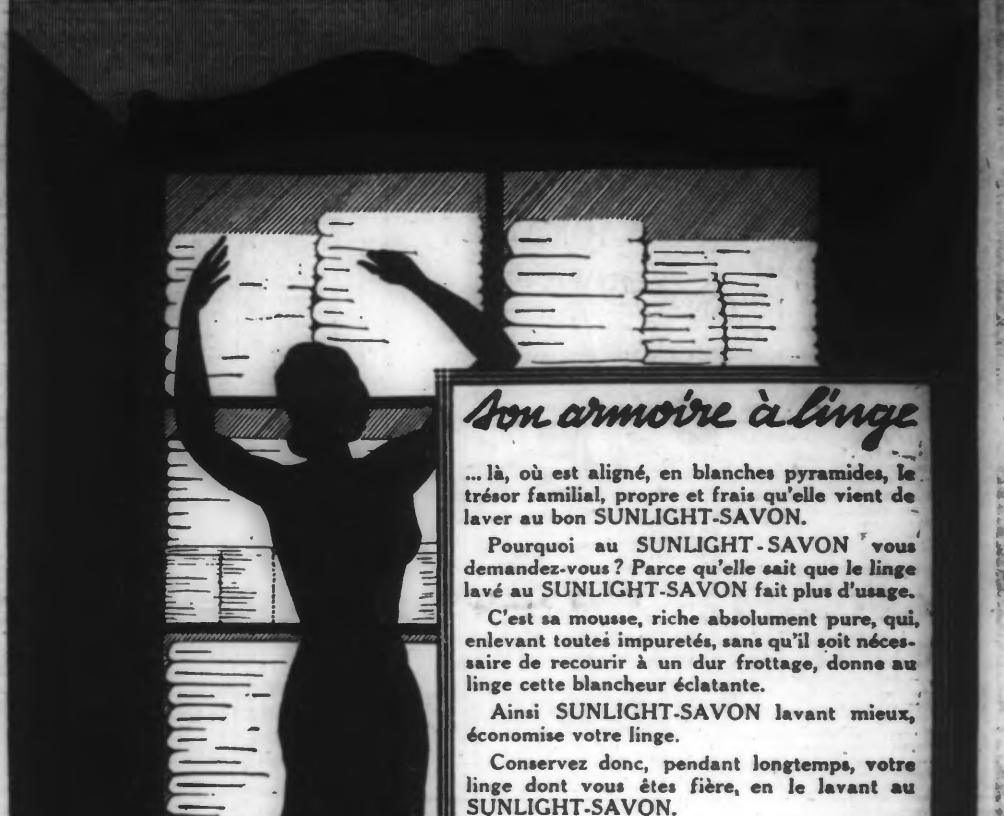 son armoire à linge
... là, où est aligné, en blanches pyramides, le
trésor familial, propre et frais qu'elle vient de
laver au bon SUNLIGHT-SAVON.
Pourquoi au SUNLIGHT-SAVON vous
demandez-vous ? Parce qu'elle sait que le linge
lavé au SUNLIGHT-SAVON fait plus d'usage.
C'est sa mousse, riche absolument pure, qui,
enlevant toutes impuretés, sans qu'il soit néces-
saire de recourir à un dur frottage, donne au
linge cette blancheur éclatante.
Ainsi SUNLIGHT-SAVON lavant mieux,
économise votre linge.
Conservez donc, pendant longtemps, votre
linge dont vous êtes fière, en le lavant au
SUNLIGHT-SAVON.